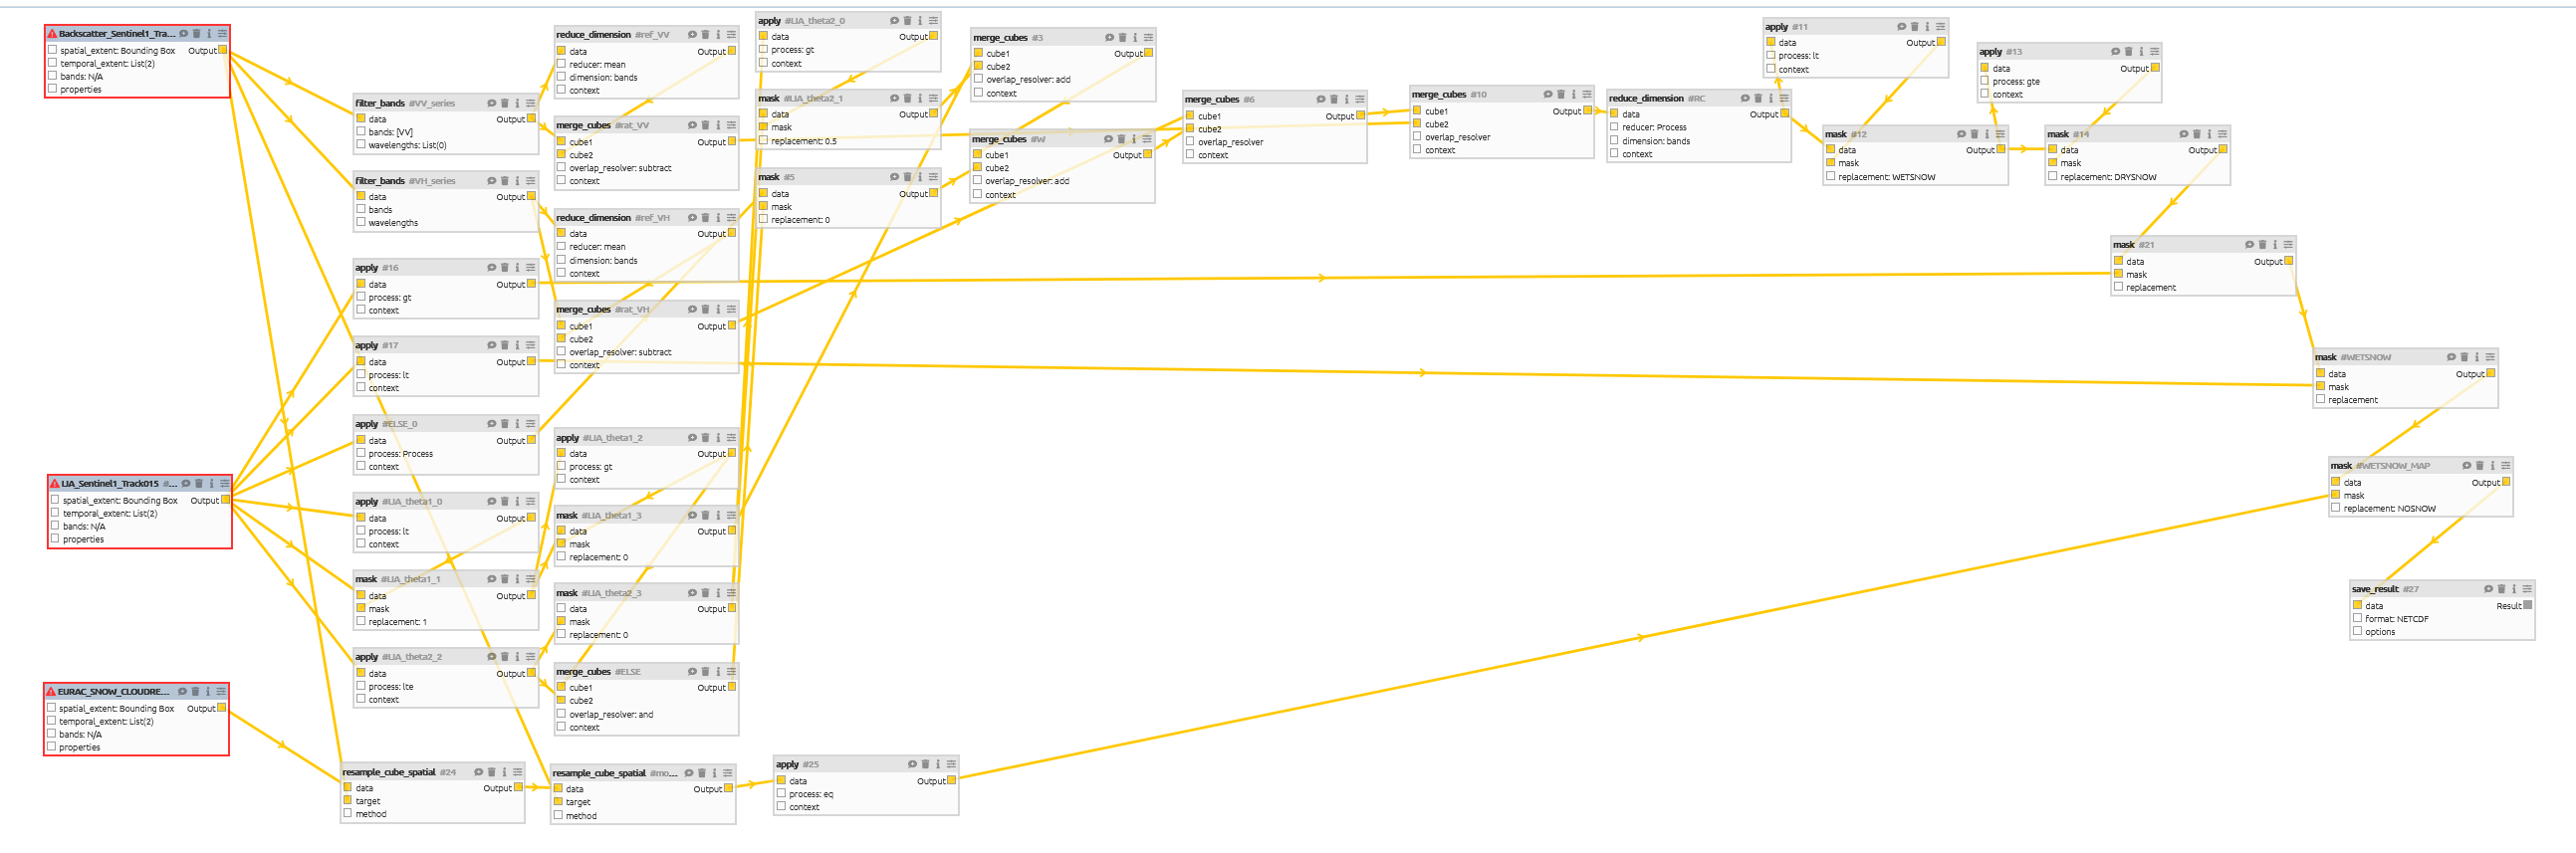 Backscatter_Sentinel1_Tra...
spatial_extent: Bounding Box Output
temporal_extent: List(2)
bands: N/A
properties
LIA_Sentinel1_Track015 #...
spatial_extent: Bounding Box Output
temporal_extent: List(2)
bands: N/A
properties
EURAC_SNOW_CLOUDRE...
spatial_extent: Bounding Box Output
temporal_extent: List(2)
bands: N/A
properties
filter_bands #VV_series
data Output
bands: [VV]
wavelengths: List(0)
filter_bands #VH_series
data Output
bands
wavelengths
apply #16
data Output
process: gt
context
apply #17
data Output
process: lt
context
apply #ELSE_0
data Output
process: Process
context
apply #LIA_theta1_0
data Output
process: lt
context
mask #LIA_theta1_1
data Output
mask
replacement: 1
apply #LIA_theta2_2
data Output
process: lte
context
resample_cube_spatial #24
data Output
target
method
reduce_dimension #ref_VV
data Output
reducer: mean
dimension: bands
context
merge_cubes #rat_VV
cube1 Output
cube2
overlap_resolver: subtract
context
reduce_dimension #ref_VH
data Output
reducer: mean
dimension: bands
context
merge_cubes #rat_VH
cube1 Output
cube2
overlap_resolver: subtract
context
apply #LIA_theta1_2
data Output
process: gt
context
mask #LIA_theta1_3
data Output
mask
replacement: 0
mask #LIA_theta2_3
data Output
mask
replacement: 0
merge_cubes #ELSE
cube1 Output
cube2
overlap_resolver: and
context
resample_cube_spatial #mo...
data Output
target
method
apply #LIA_theta2_0
data Output
process: gt
context
mask #LIA_theta2_1
data Output
mask
replacement: 0.5
mask #5
data Output
mask
replacement: 0
apply #25
data Output
process: eq
context
merge_cubes #3
cube1 Output
cube2
overlap_resolver: add
context
merge_cubes #W
cube1 Output
cube2
overlap_resolver: add
context
merge_cubes #6
cube1 Output
cube2
overlap_resolver
context
merge_cubes #10
cube1 Output
cube2
overlap_resolver
context
reduce_dimension #RC
data Output
reducer: Process
dimension: bands
context
apply #11
data Output
process: lt
context
mask #12
data Output
mask
replacement: WETSNOW
apply #13
data Output
process: gte
context
mask #14
data Output
mask
replacement: DRYSNOW
mask #21
data Output
mask
replacement
mask #WETSNOW
data Output
mask
replacement
mask #WETSNOW_MAP
data Output
mask
replacement: NOSNOW
save_result #27
data Result
format: NETCDF
options